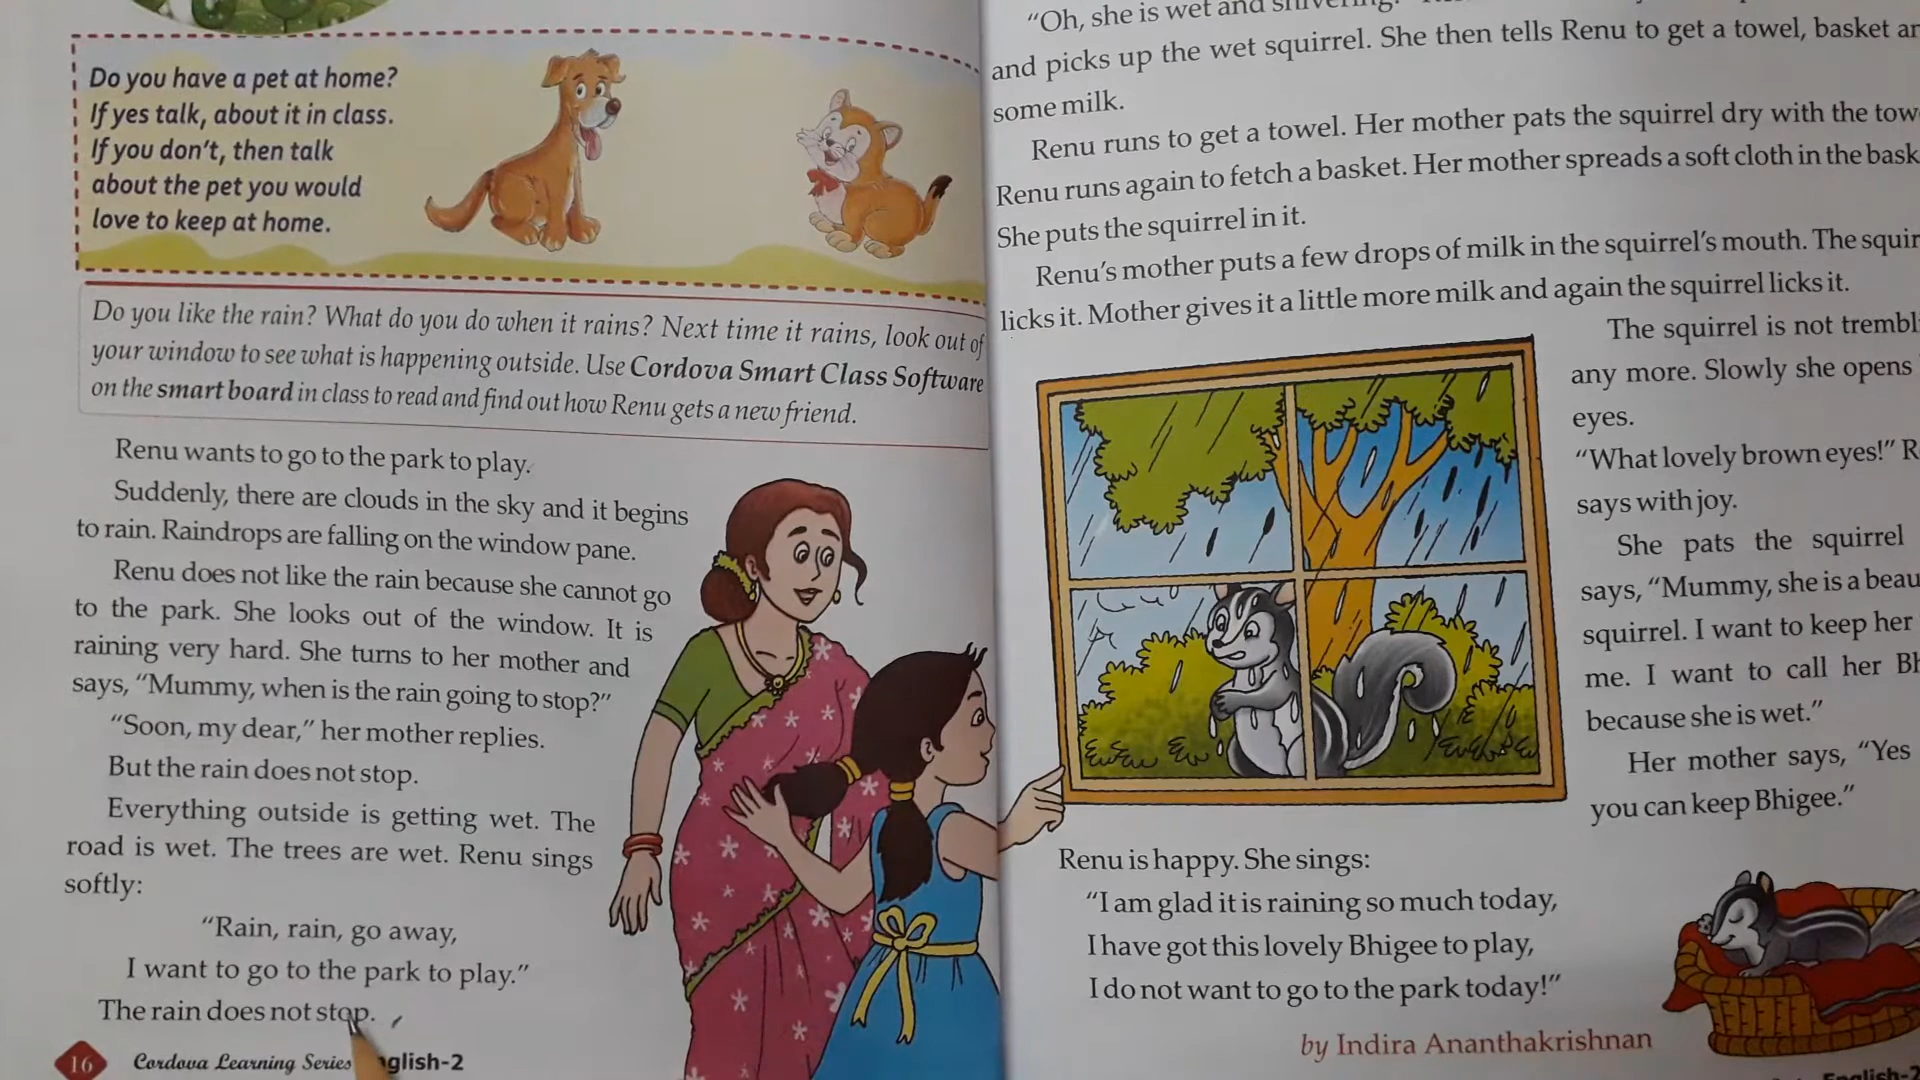 Do you have a pet at home?
If yes talk, about it in class.
If you don't, then talk
about the pet you would
love to keep at home.
Do you like the rain? What do you do when it rains? Next time it rains, look out of
your window to see what is happening outside. Use Cordova Smart Class Software
on the smart board in class to read and find out how Renu gets a new friend.
Renu wants to go to the park to play.
Suddenly, there are clouds in the sky and it begins
to rain. Raindrops are falling on the window pane.
Renu does not like the rain because she cannot go
to the park. She looks out of the window. It is
raining very hard. She turns to her mother and
says, "Mummy, when is the rain going to stop?"
"Soon, my dear," her mother replies.
But the rain does not stop.
Everything outside is getting wet. The
road is wet. The trees are wet. Renu sings
softly:
"Rain, rain, go away,
I want to go to the park to play."
The rain does not stop.
16 Cordova Learning Series glish-2
"Oh, she is wet and shivering!"
and picks up the wet squirrel. She then tells Renu to get a towel, basket
some milk.
Renu runs to get a towel. Her mother pats the squirrel dry with the
Renu runs again to fetch a basket. Her mother spreads a soft cloth in the
She puts the squirrel in it.
Renu's mother puts a few drops of milk in the squirrel's mouth. The
licks it. Mother gives it a little more milk and again the squirrel licks it.
The squirrel is not
any more. Slowly she opens
eyes.
"What lovely brown eyes!"
says with joy.
She pats the squirrel
says, "Mummy, she is a
squirrel. I want to keep her
me. I want to call her
because she is wet."
Her mother says, "Yes
you can keep Bhigee."
Renu is happy. She sings:
"I am glad it is raining so much today,
I have got this lovely Bhigee to play,
I do not want to go to the park today!"
by Indira Ananthakrishnan
English-2